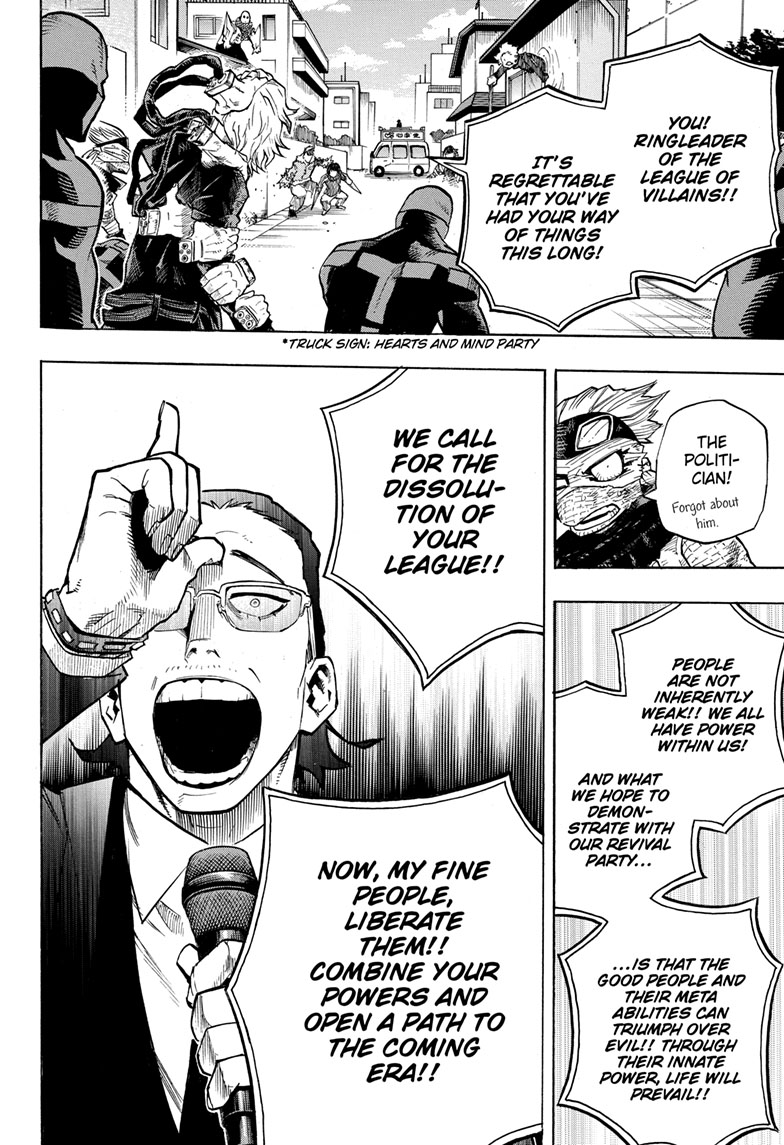 YOU!
RINGLEADER
OF THE
LEAGUE OF
VILLAINS!!
IT'S
REGRETTABLE
THAT YOU'VE
HAD YOUR WAY
OF THINGS
THIS LONG!
*TRUCK SIGN: HEARTS AND MIND PARTY
THE
POLITI-
CIAN!
Forgot about
him.
WE CALL
FOR THE
DISSOLU-
TION OF
YOUR
LEAGUE!!
PEOPLE
ARE NOT
INHERENTLY
WEAK!! WE ALL
HAVE POWER
WITHIN US!
AND WHAT
WE HOPE TO
DEMON-
STRATE WITH
OUR REVIVAL
PARTY...
...IS THAT THE
GOOD PEOPLE AND
THEIR META
ABILITIES CAN
TRIUMPH OVER
EVIL!! THROUGH
THEIR INNATE
POWER, LIFE WILL
PREVAIL!!
NOW, MY FINE
PEOPLE,
LIBERATE
THEM!!
COMBINE YOUR
POWERS AND
OPEN A PATH TO
THE COMING
ERA!!